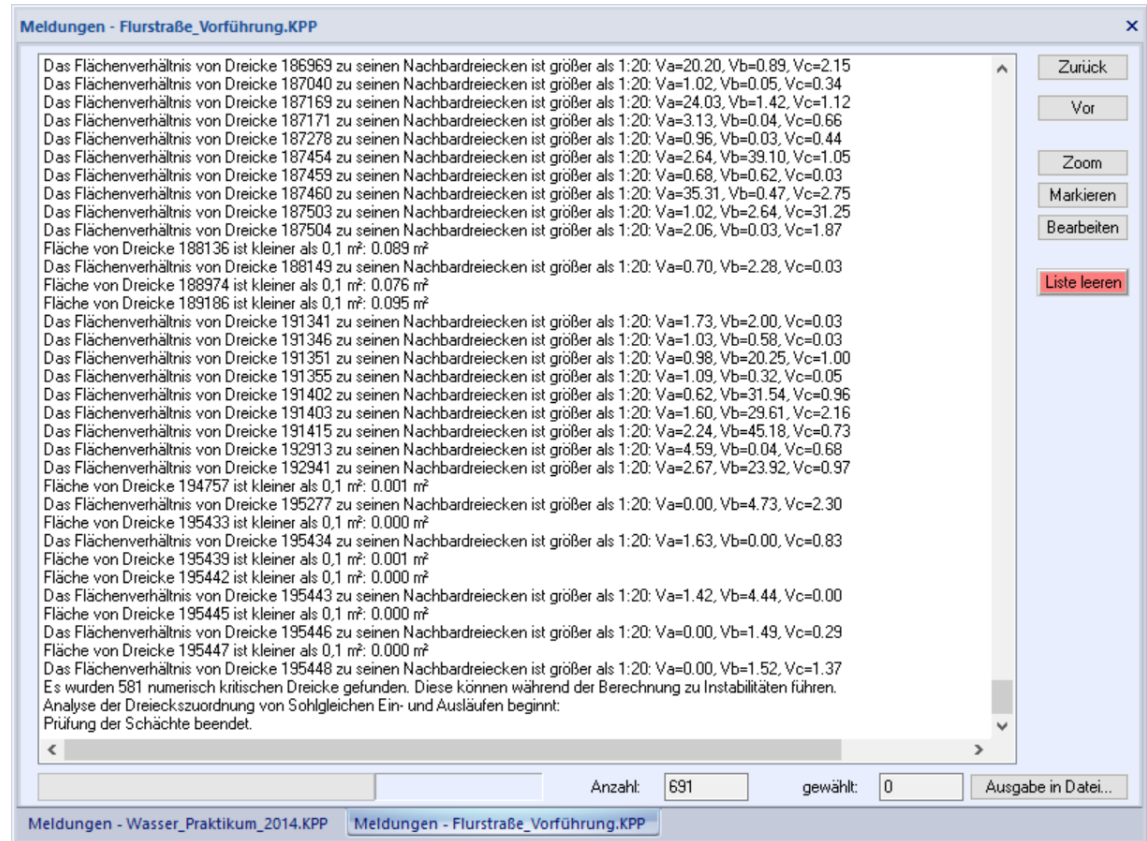 Meldungen - Flurstraße_Vorführung.KPP
Das Flächenverhältnis von Dreicke 186969 zu seinen Nachbardreiecken ist größer als 1:20: Va=20.20, Vb=0.89, Vc=2.15
Das Flächenverhältnis von Dreicke 187040 zu seinen Nachbardreiecken ist größer als 1:20: Va=1.02, Vb=0.05, Vc=0.34
Das Flächenverhältnis von Dreicke 187169 zu seinen Nachbardreiecken ist größer als 1:20: Va=24.03, Vb=1.42, Vc=1.12
Das Flächenverhältnis von Dreicke 187171 zu seinen Nachbardreiecken ist größer als 1:20: Va=3.13, Vb=0.04, Vc=0.66
Das Flächenverhältnis von Dreicke 187278 zu seinen Nachbardreiecken ist größer als 1:20: Va=0.96, Vb=0.03, Vc=0.44
Das Flächenverhältnis von Dreicke 187454 zu seinen Nachbardreiecken ist größer als 1:20: Va=2.64, Vb=39.10, Vc=1.05
Das Flächenverhältnis von Dreicke 187459 zu seinen Nachbardreiecken ist größer als 1:20: Va=0.68, Vb=0.62, Vc=0.03
Das Flächenverhältnis von Dreicke 187460 zu seinen Nachbardreiecken ist größer als 1:20: Va=35.31, Vb=0.47, Vc=2.75
Das Flächenverhältnis von Dreicke 187503 zu seinen Nachbardreiecken ist größer als 1:20: Va=1.02, Vb=2.64, Vc=31.25
Das Flächenverhältnis von Dreicke 187504 zu seinen Nachbardreiecken ist größer als 1:20: Va=2.06, Vb=0.03, Vc=1.87
Fläche von Dreicke 188136 ist kleiner als 0,1 m²: 0.089 m²
Das Flächenverhältnis von Dreicke 188149 zu seinen Nachbardreiecken ist größer als 1:20: Va=0.70, Vb=2.28, Vc=0.03
Fläche von Dreicke 188974 ist kleiner als 0,1 m²: 0.076 m²
Fläche von Dreicke 189186 ist kleiner als 0,1 m²: 0.095 m²
Das Flächenverhältnis von Dreicke 191341 zu seinen Nachbardreiecken ist größer als 1:20: Va=1.73, Vb=2.00, Vc=0.03
Das Flächenverhältnis von Dreicke 191346 zu seinen Nachbardreiecken ist größer als 1:20: Va=1.03, Vb=0.58, Vc=0.03
Das Flächenverhältnis von Dreicke 191351 zu seinen Nachbardreiecken ist größer als 1:20: Va=0.98, Vb=20.25, Vc=1.00
Das Flächenverhältnis von Dreicke 191355 zu seinen Nachbardreiecken ist größer als 1:20: Va=1.09, Vb=0.32, Vc=0.05
Das Flächenverhältnis von Dreicke 191402 zu seinen Nachbardreiecken ist größer als 1:20: Va=0.62, Vb=31.54, Vc=0.96
Das Flächenverhältnis von Dreicke 191403 zu seinen Nachbardreiecken ist größer als 1:20: Va=1.60, Vb=29.61, Vc=2.16
Das Flächenverhältnis von Dreicke 191415 zu seinen Nachbardreiecken ist größer als 1:20: Va=2.24, Vb=45.18, Vc=0.73
Das Flächenverhältnis von Dreicke 192913 zu seinen Nachbardreiecken ist größer als 1:20: Va=4.59, Vb=0.04, Vc=0.68
Das Flächenverhältnis von Dreicke 192941 zu seinen Nachbardreiecken ist größer als 1:20: Va=2.67, Vb=23.92, Vc=0.97
Fläche von Dreicke 194757 ist kleiner als 0,1 m²: 0.001 m²
Das Flächenverhältnis von Dreicke 195277 zu seinen Nachbardreiecken ist größer als 1:20: Va=0.00, Vb=4.73, Vc=2.30
Fläche von Dreicke 195433 ist kleiner als 0,1 m²: 0.000 m²
Das Flächenverhältnis von Dreicke 195434 zu seinen Nachbardreiecken ist größer als 1:20: Va=1.63, Vb=0.00, Vc=0.83
Fläche von Dreicke 195439 ist kleiner als 0,1 m²: 0.001 m²
Fläche von Dreicke 195442 ist kleiner als 0,1 m²: 0.000 m²
Das Flächenverhältnis von Dreicke 195443 zu seinen Nachbardreiecken ist größer als 1:20: Va=1.42, Vb=4.44, Vc=0.00
Fläche von Dreicke 195445 ist kleiner als 0,1 m²: 0.000 m²
Das Flächenverhältnis von Dreicke 195446 zu seinen Nachbardreiecken ist größer als 1:20: Va=0.00, Vb=1.49, Vc=0.29
Fläche von Dreicke 195447 ist kleiner als 0,1 m²: 0.000 m²
Das Flächenverhältnis von Dreicke 195448 zu seinen Nachbardreiecken ist größer als 1:20: Va=0.00, Vb=1.52, Vc=1.37
Es wurden 581 numerisch kritischen Dreicke gefunden. Diese können während der Berechnung zu Instabilitäten führen.
Analyse der Dreieckszuordnung von Sohlgleichen Ein- und Ausläufen beginnt:
Prüfung der Schächte beendet.
Zurück
Vor
Zoom
Markieren
Bearbeiten
Liste leeren
Anzahl: 691 gewählt: 0 Ausgabe in Datei...
Meldungen - Wasser_Praktikum_2014.KPP Meldungen - Flurstraße_Vorführung.KPP